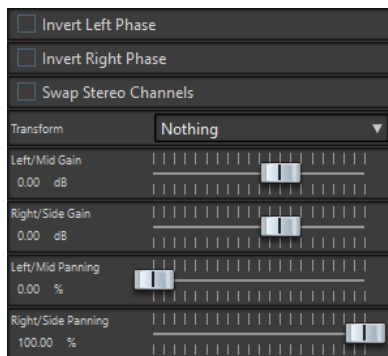 Invert Left Phase
Invert Right Phase
Swap Stereo Channels
Transform Nothing
Left/Mid Gain
0.00 dB
Right/Side Gain
0.00 dB
Left/Mid Panning
0.00 %
Right/Side Panning
100.00 %